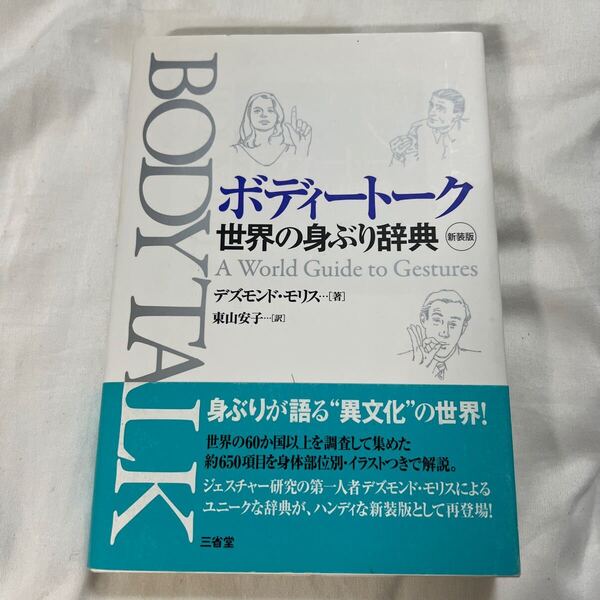 BODY TALK
ボディートーク
世界の身ぶり辞典 新装版
A World Guide to Gestures
デズモンド・モリス…[著]
東山安子…[訳]
身ぶりが語る“異文化”の世界!
世界の60か国以上を調査して集めた
約650項目を身体部位別・イラストつきで解説。
ジェスチャー研究の第一人者デズモンド・モリスによる
ユニークな辞典が、ハンディな新装版として再登場!
三省堂